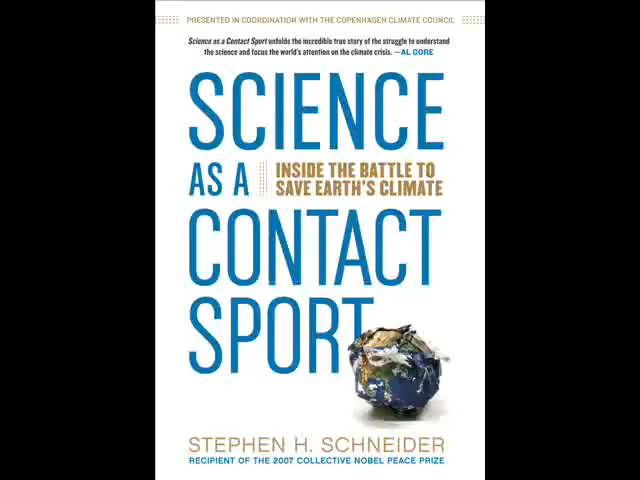 PRESENTED IN COORDINATION WITH THE COPENHAGEN CLIMATE COUNCIL
Science as a Contact Sport unfolds the incredible true story of the struggle to understand
the science and focus the world's attention on the climate crisis. —AL GORE
SCIENCE
AS A
INSIDE THE BATTLE TO
SAVE EARTH'S CLIMATE
CONTACT
SPORT
STEPHEN H. SCHNEIDER
RECIPIENT OF THE 2007 COLLECTIVE NOBEL PEACE PRIZE